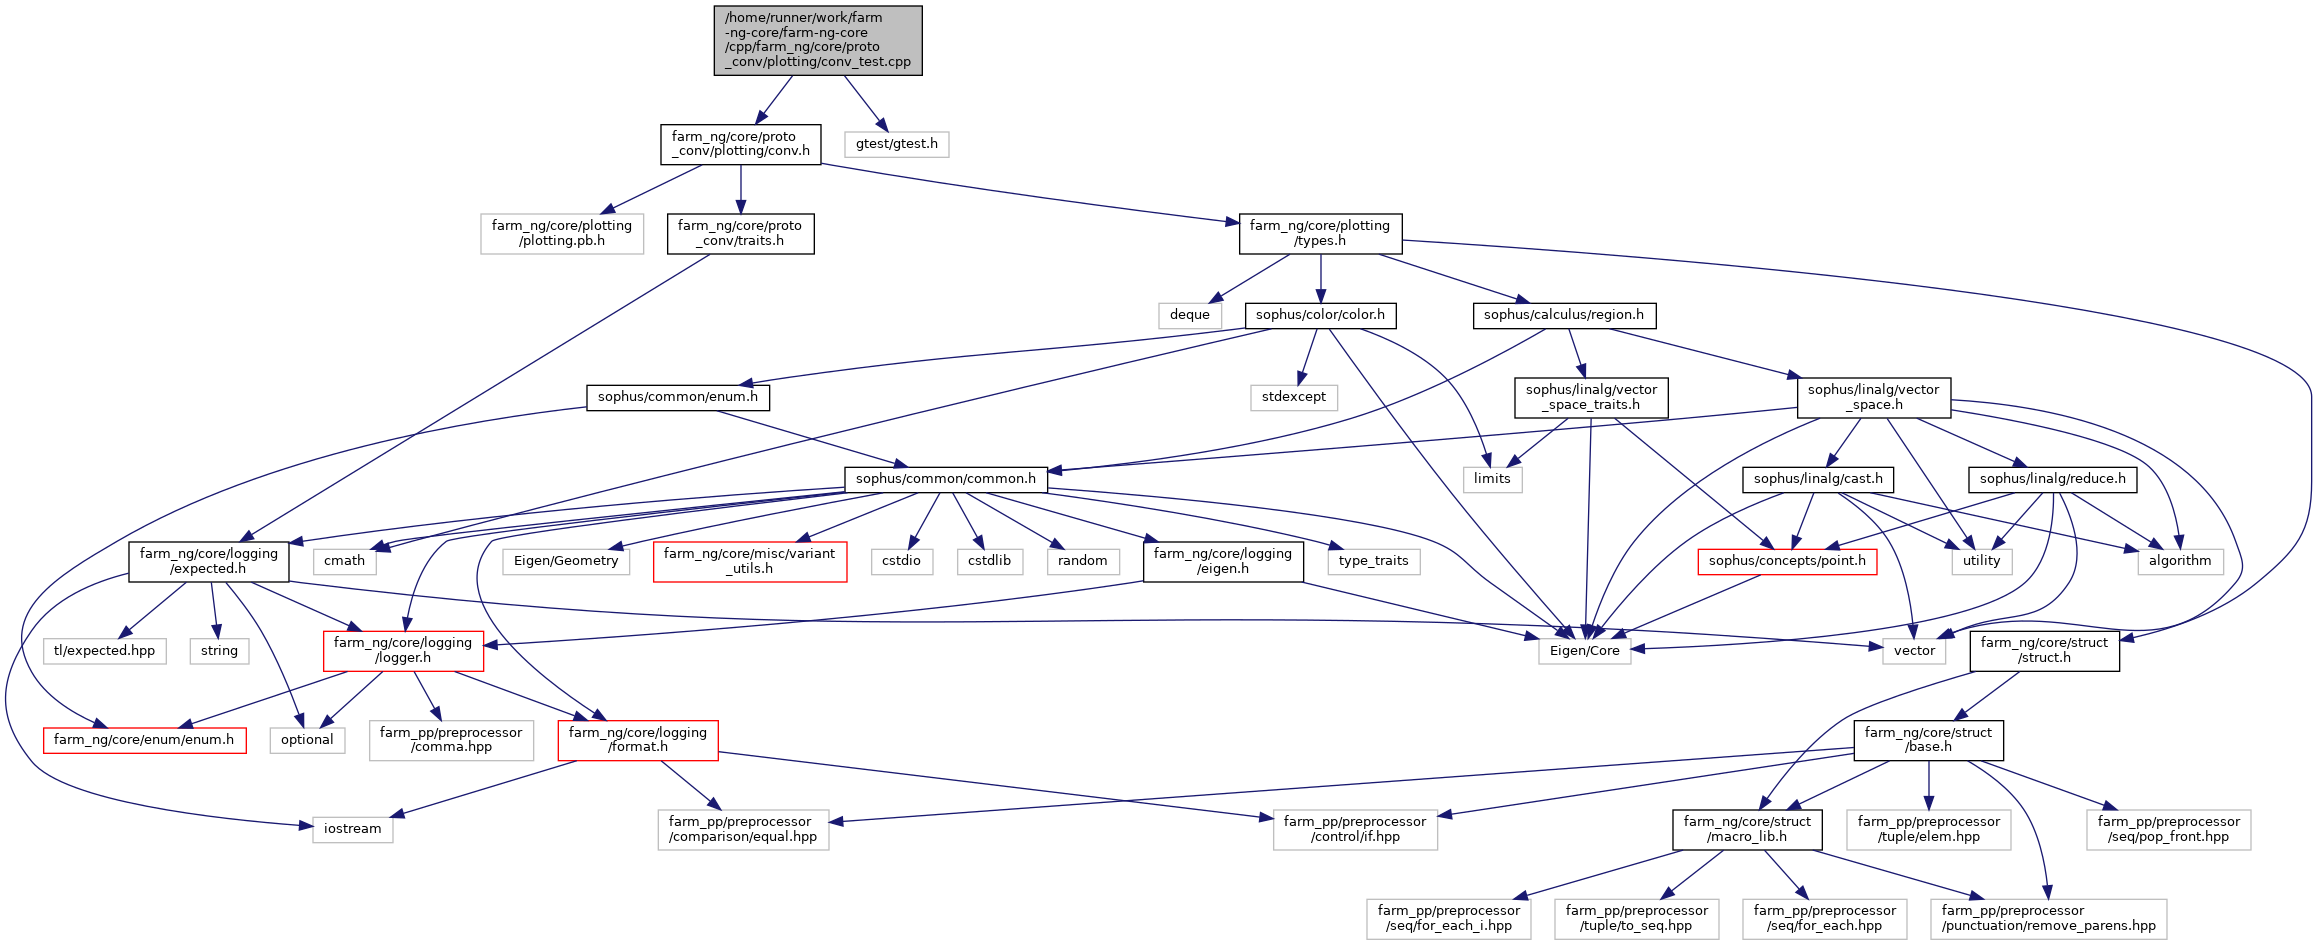 /home/runner/work/farm
-ng-core/farm-ng-core
/cpp/farm_ng/core/proto
_conv/plotting/conv_test.cpp
farm_ng/core/proto
_conv/plotting/conv.h
gtest/gtest.h
farm_ng/core/plotting
/plotting.pb.h
farm_ng/core/proto
_conv/traits.h
farm_ng/core/plotting
/types.h
deque
sophus/color/color.h
sophus/calculus/region.h
sophus/common/enum.h
stdexcept
sophus/linalg/vector
_space_traits.h
sophus/linalg/vector
_space.h
sophus/common/common.h
limits
sophus/linalg/cast.h
sophus/linalg/reduce.h
farm_ng/core/logging
/expected.h
cmath
Eigen/Geometry
farm_ng/core/misc/variant
_utils.h
cstdio
cstdlib
random
farm_ng/core/logging
/eigen.h
type_traits
sophus/concepts/point.h
utility
algorithm
tl/expected.hpp
string
farm_ng/core/logging
/logger.h
Eigen/Core
vector
farm_ng/core/struct
/struct.h
farm_ng/core/enum/enum.h
optional
farm_pp/preprocessor
/comma.hpp
farm_ng/core/logging
/format.h
farm_ng/core/struct
/base.h
iostream
farm_pp/preprocessor
/comparison/equal.hpp
farm_pp/preprocessor
/control/if.hpp
farm_ng/core/struct
/macro_lib.h
farm_pp/preprocessor
/tuple/elem.hpp
farm_pp/preprocessor
/seq/pop_front.hpp
farm_pp/preprocessor
/seq/for_each_i.hpp
farm_pp/preprocessor
/tuple/to_seq.hpp
farm_pp/preprocessor
/seq/for_each.hpp
farm_pp/preprocessor
/punctuation/remove_parens.hpp